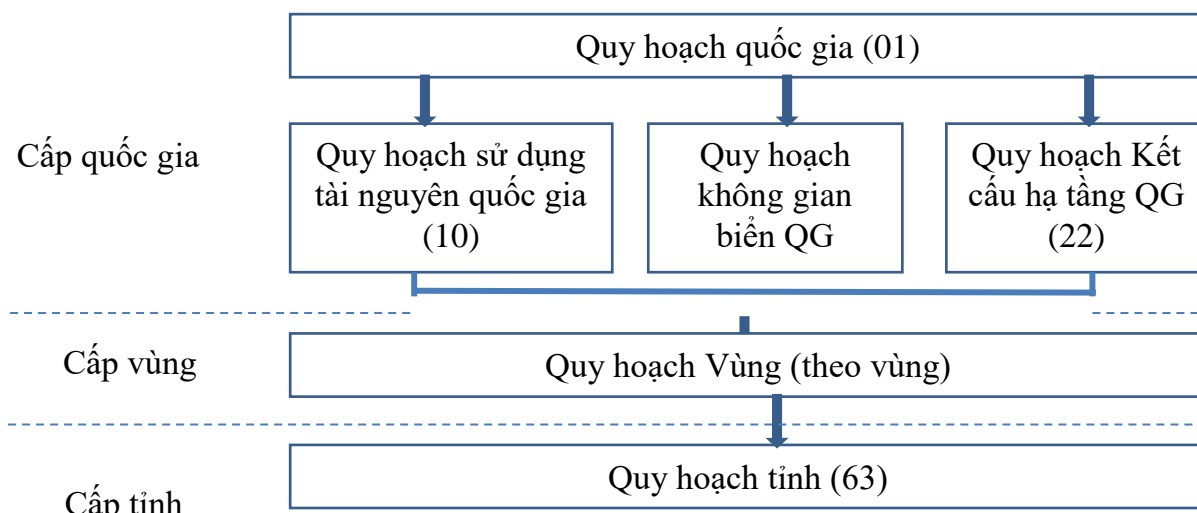 Quy hoạch quốc gia (01)
Cấp quốc gia
Quy hoạch sử dụng
tài nguyên quốc gia
(10)
Quy hoạch
không gian
biển QG
Quy hoạch Kết
cấu hạ tầng QG
(22)
Cấp vùng
Quy hoạch Vùng (theo vùng)
Quy hoạch tỉnh (63)
Cấp tỉnh